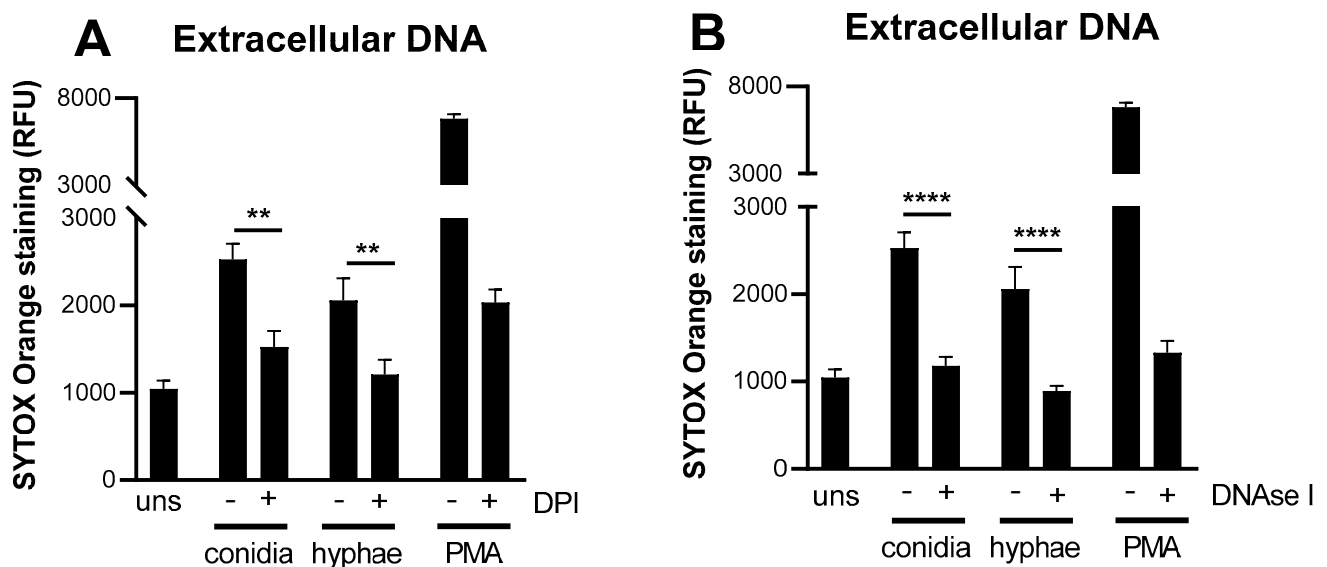 A
Extracellular DNA
SYTOX Orange staining (RFU)
8000
3000
3000
2000
1000
0
**
**
uns
- +
- +
- +
DPI
conidia
hyphae
PMA
B
Extracellular DNA
SYTOX Orange staining (RFU)
8000
3000
3000
2000
1000
0
****
****
uns
- +
- +
- +
DNAse I
conidia
hyphae
PMA